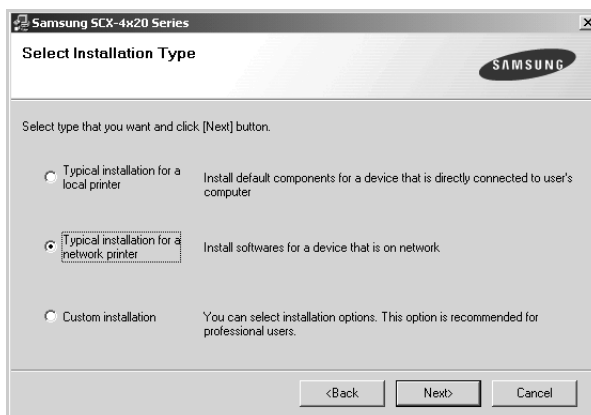 Samsung SCX-4x20 Series
Select Installation Type
SAMSUNG
Select type that you want and click [Next] button.
Typical installation for a
local printer
Install default components for a device that is directly connected to user's
computer
Typical installation for a
network printer
Install softwares for a device that is on network
Custom installation
You can select installation options. This option is recommended for
professional users.
<Back
Next>
Cancel